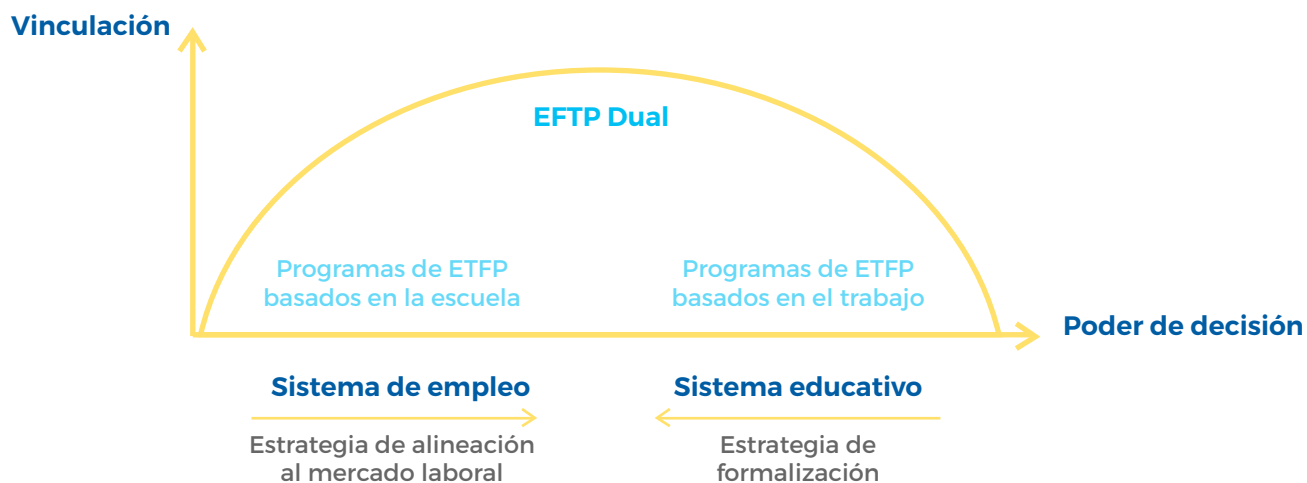 Vinculación
EFTP Dual
Programas de ETFP
basados en la escuela
Programas de ETFP
basados en el trabajo
Poder de decisión
Sistema de empleo
Sistema educativo
Estrategia de alineación
al mercado laboral
Estrategia de
formalización